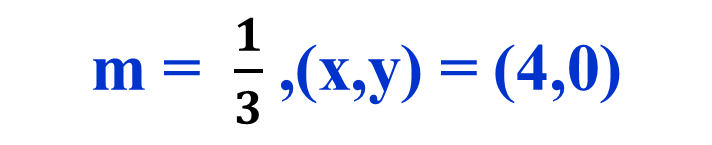 m = 1/3 ,(x,y) = (4,0)